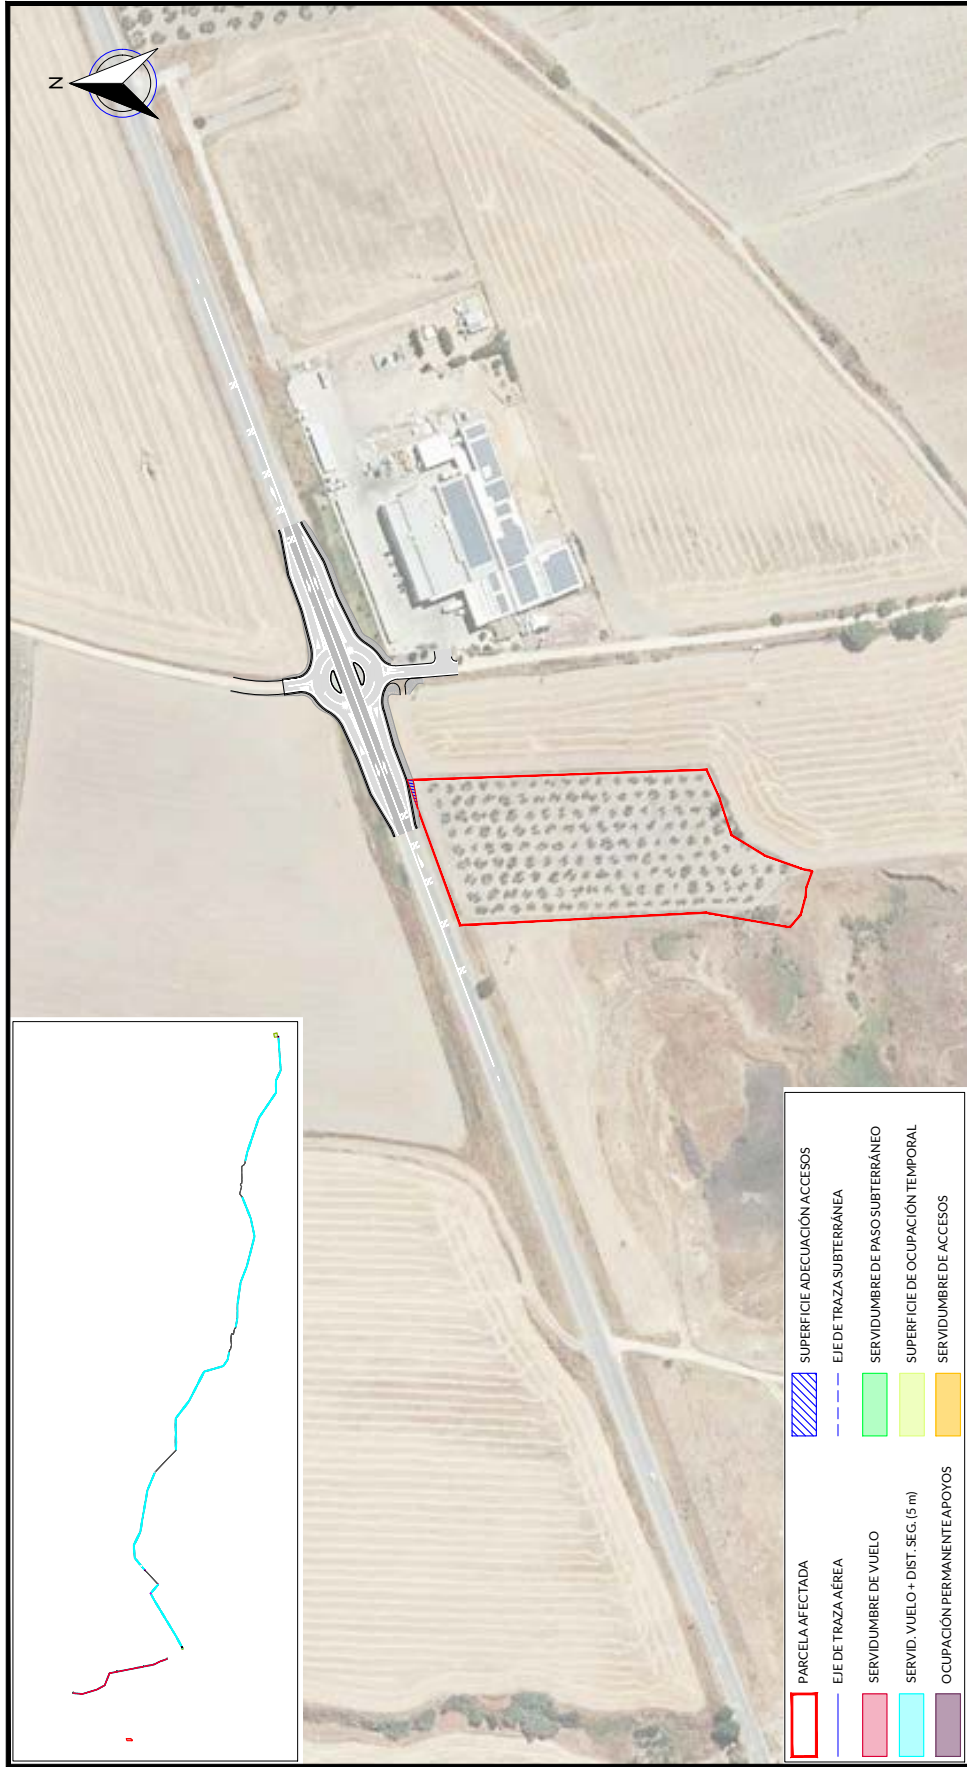 N
PARCELA AFECTADA
EJE DE TRAZA AÉREA
SERVIDUMBRE DE VUELO
SERVID. VUELO + DIST. SEG. (5 m)
OCUPACIÓN PERMANENTE APOYOS
SUPERFICIE ADECUACIÓN ACCESOS
EJE DE TRAZA SUBTERRÁNEA
SERVIDUMBRE DE PASO SUBTERRÁNEO
SUPERFICIE DE OCUPACIÓN TEMPORAL
SERVIDUMBRE DE ACCESOS